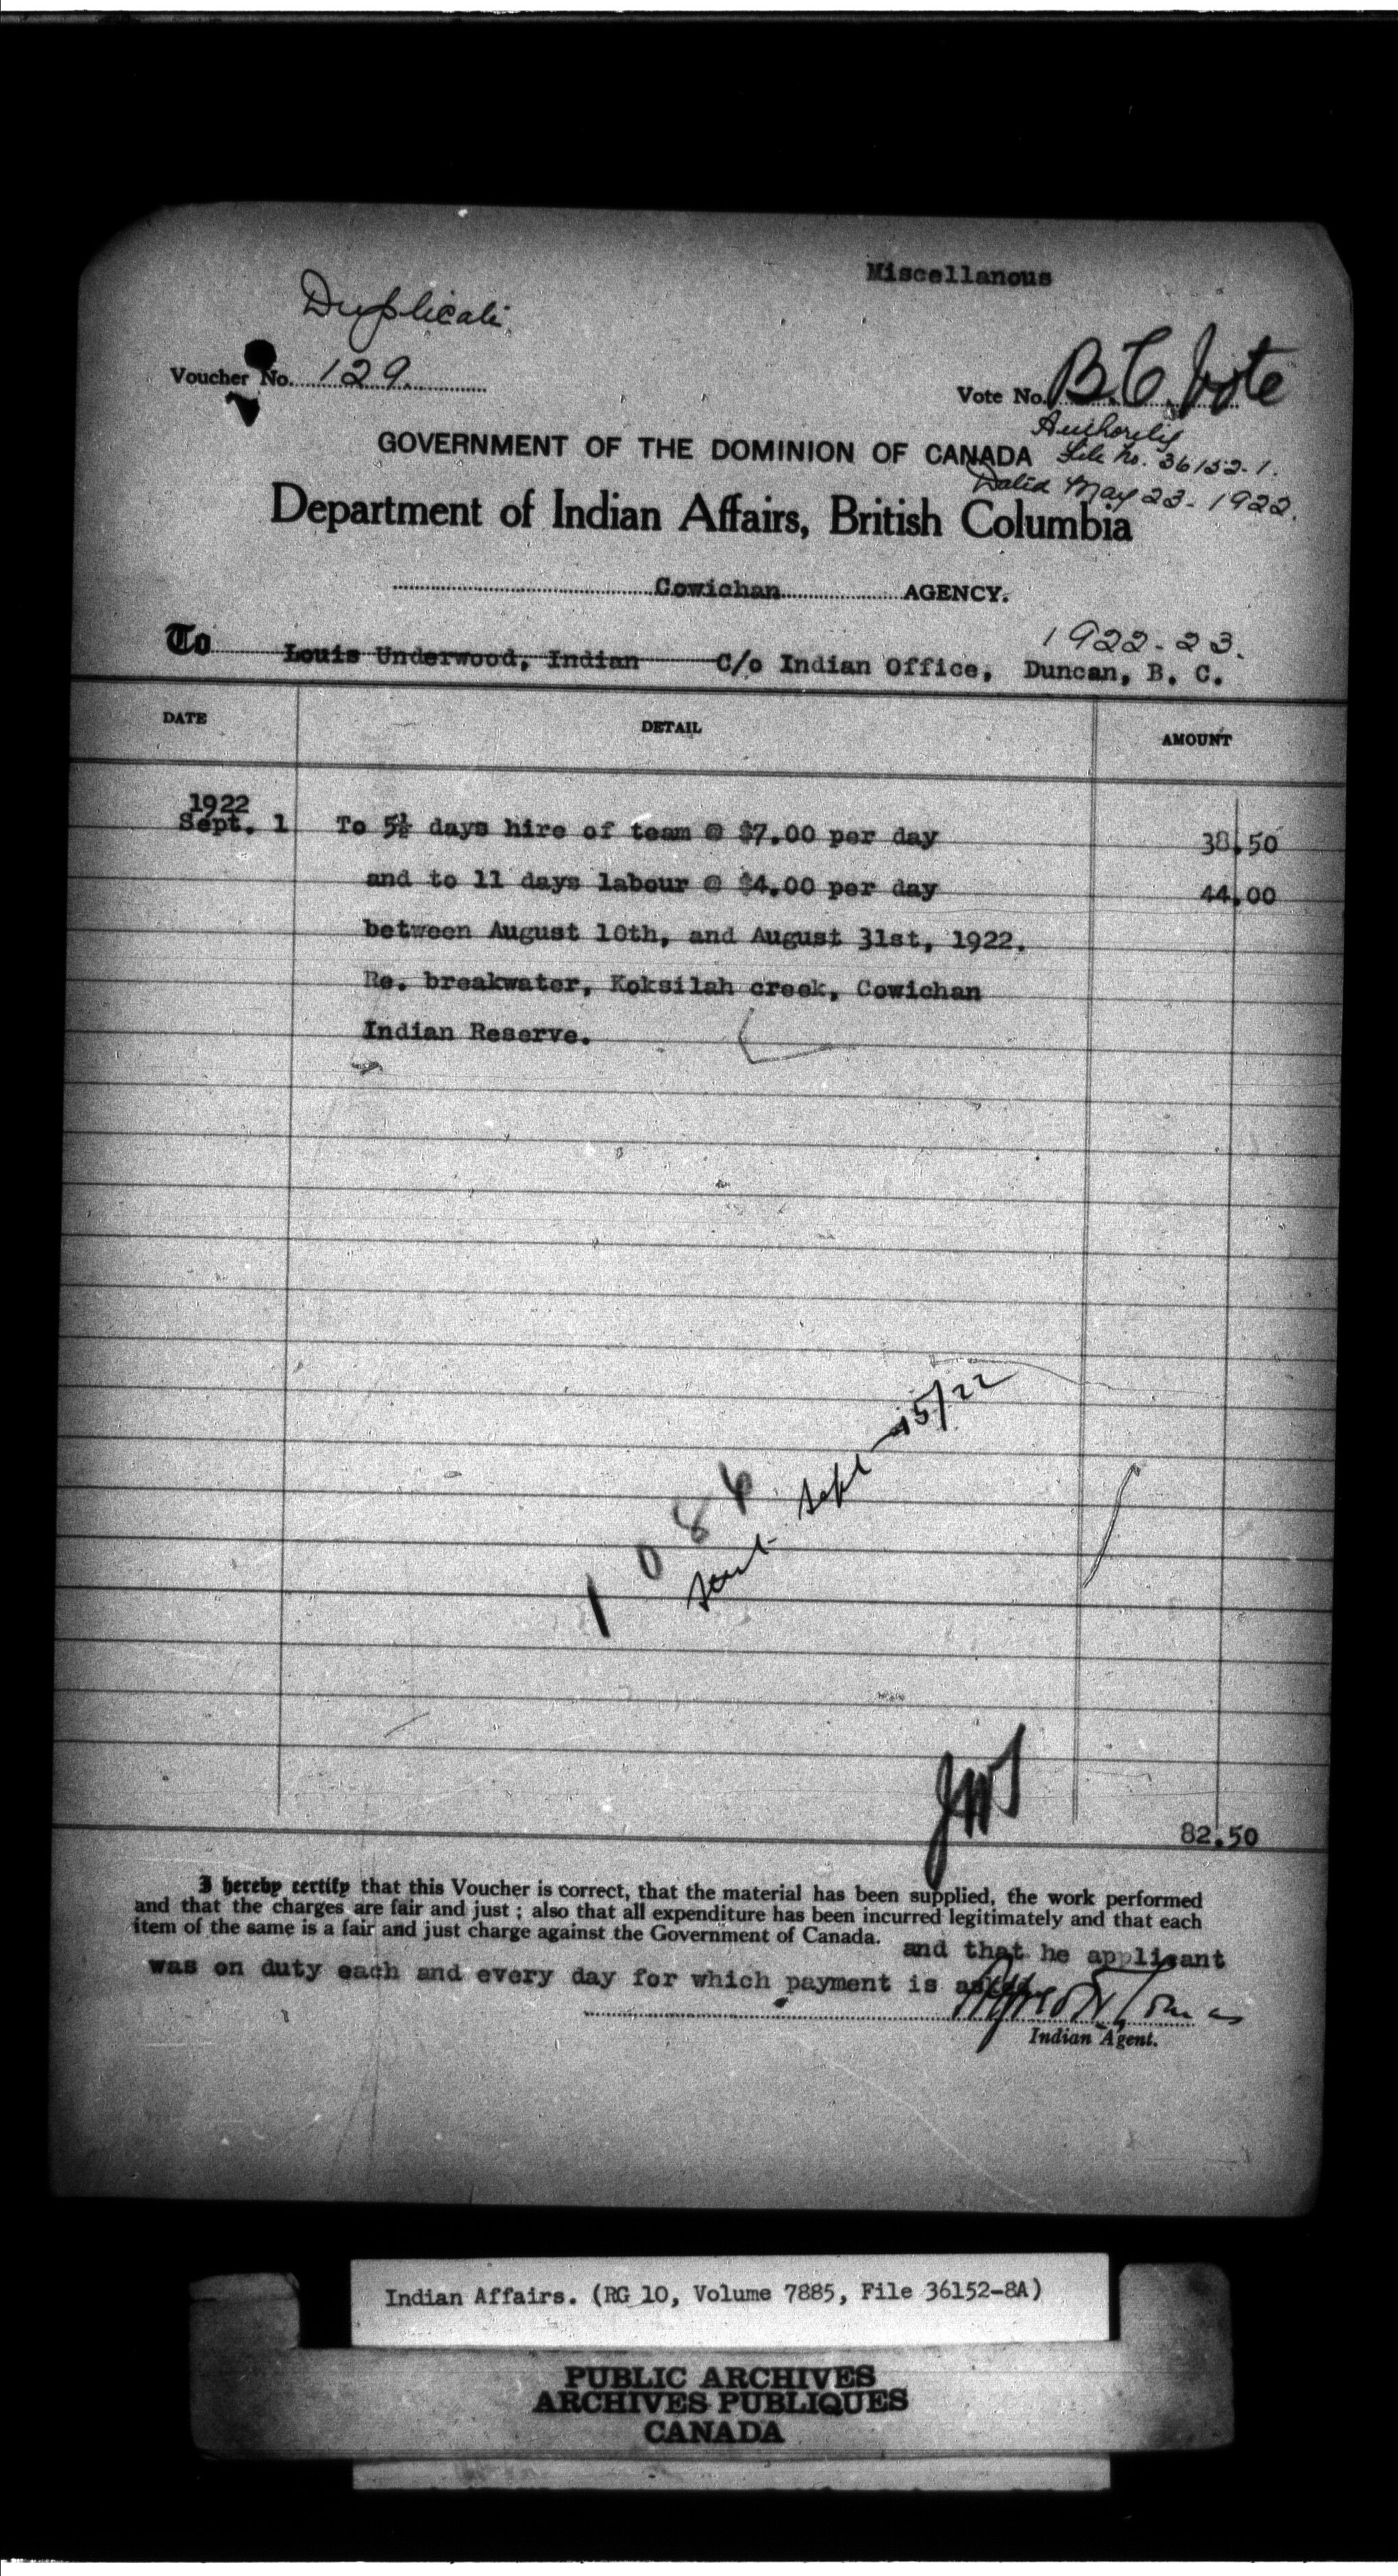 Miscellanous
Duplicate
Voucher No. 129
Vote No. B.C. Vote
Authority
GOVERNMENT OF THE DOMINION OF CANADA
file No. 36152-1.
Dated May 23-1922.
Department of Indian Affairs, British Columbia
Cowichan AGENCY.
1922-23.
To Louis Underwood, Indian C/o Indian Office, Duncan, B. C.
DATE DETAIL AMOUNT
1922
Sept. 1 To 5½ days hire of team @ $7.00 per day 38.50
and to 11 days labour @ $4.00 per day 44.00
between August 10th, and August 31st, 1922.
Re. breakwater, Koksilah creek, Cowichan
Indian Reserve.
1084
Sent Sept 15/22
82.50
I hereby certify that this Voucher is correct, that the material has been supplied, the work performed
and that the charges are fair and just ; also that all expenditure has been incurred legitimately and that each
item of the same is a fair and just charge against the Government of Canada. and that he applicant
was on duty each and every day for which payment is asked.
Indian Agent.
Indian Affairs. (RG 10, Volume 7885, File 36152-8A)
PUBLIC ARCHIVES
ARCHIVES PUBLIQUES
CANADA